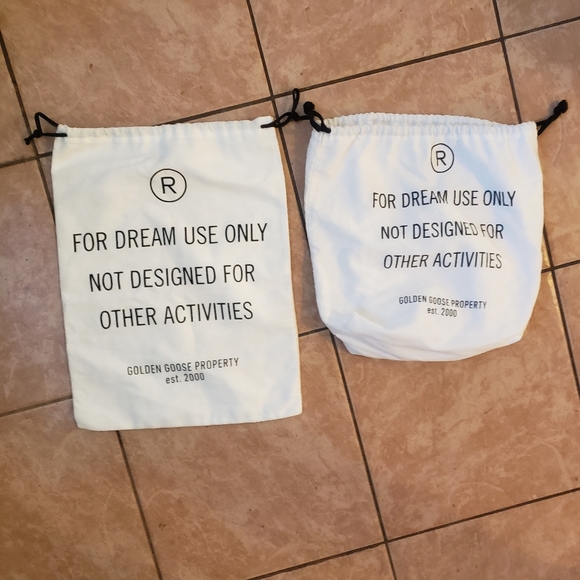 ®
FOR DREAM USE ONLY
NOT DESIGNED FOR
OTHER ACTIVITIES
GOLDEN GOOSE PROPERTY
est. 2000
®
FOR DREAM USE ONLY
NOT DESIGNED FOR
OTHER ACTIVITIES
GOLDEN GOOSE PROPERTY
est. 2000